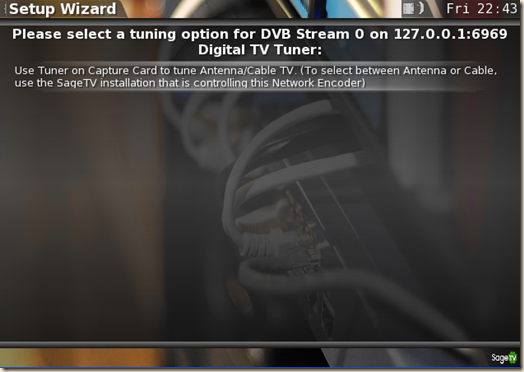 Setup Wizard
Fri 22:43
Please select a tuning option for DVB Stream 0 on 127.0.0.1:6969
Digital TV Tuner:
Use Tuner on Capture Card to tune Antenna/Cable TV. (To select between Antenna or Cable,
use the SageTV installation that is controlling this Network Encoder)
SageTV